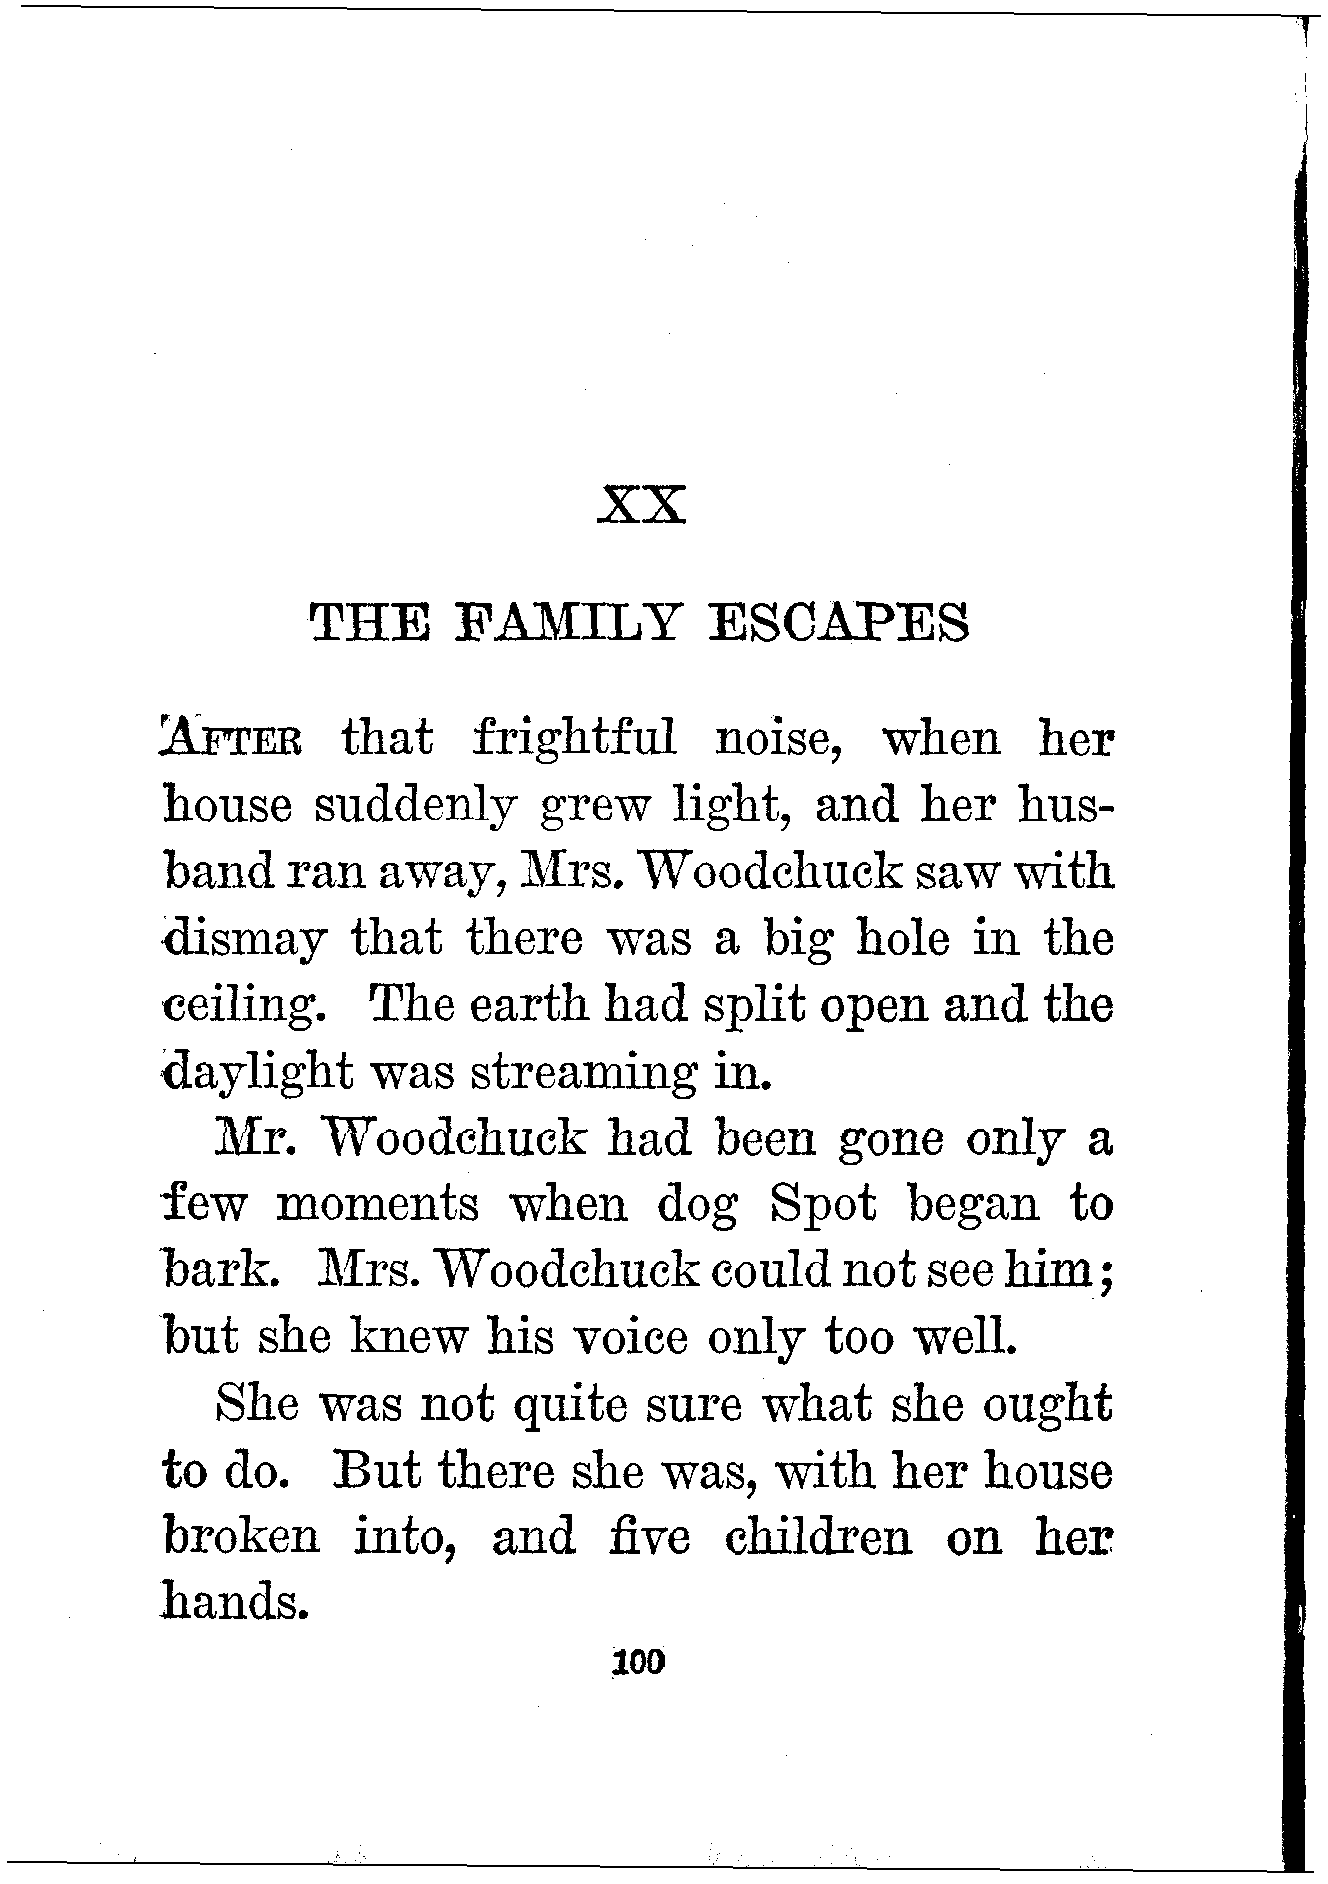 XX
THE FAMILY ESCAPES
AFTER that frightful noise, when her
house suddenly grew light, and her hus-
band ran away, Mrs. Woodchuck saw with
dismay that there was a big hole in the
ceiling. The earth had split open and the
daylight was streaming in.
Mr. Woodchuck had been gone only a
few moments when dog Spot began to
bark. Mrs. Woodchuck could not see him;
but she knew his voice only too well.
She was not quite sure what she ought
to do. But there she was, with her house
broken into, and five children on her
hands.
100